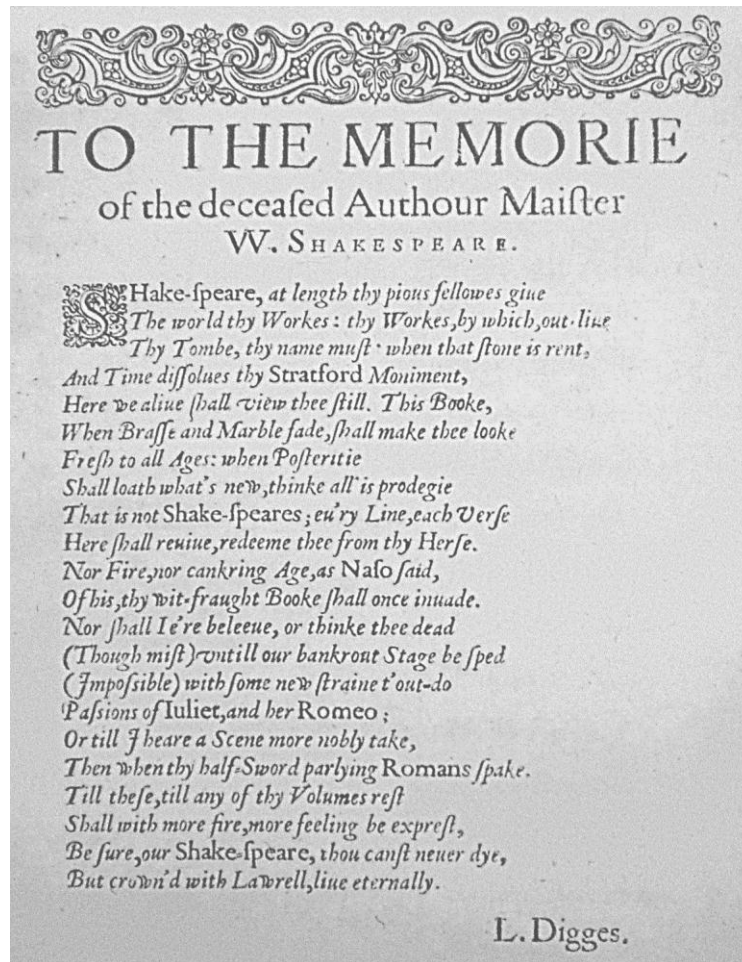 TO THE MEMORIE
of the deceaſed Authour Maiſter
W. SHAKESPEARE.
SHake-ſpeare, at length thy pious fellowes giue
The world thy Workes: thy Workes, by which, out-liue
Thy Tombe, thy name muſt· when that ſtone is rent,
And Time diſſolues thy Stratford Moniment,
Here we aliue ſhall view thee ſtill. This Booke,
When Braſſe and Marble fade, ſhall make thee looke
Freſh to all Ages: when Poſteritie
Shall loath what's new, thinke all is prodegie
That is not Shake-ſpeares; eu'ry Line, each Verſe
Here ſhall reuiue, redeeme thee from thy Herſe.
Nor Fire, nor cankring Age, as Naſo ſaid,
Of his, thy wit-fraught Booke ſhall once inuade.
Nor ſhall I e're beleeue, or thinke thee dead
(Though miſt) vntill our bankrout Stage be ſped
(Impoſsible) with ſome new ſtraine t'out-do
Paſsions of Iuliet, and her Romeo;
Or till I heare a Scene more nobly take,
Then when thy half-Sword parlying Romans ſpake.
Till theſe, till any of thy Volumes reſt
Shall with more fire, more feeling be expreſt,
Be ſure, our Shake-ſpeare, thou canſt neuer dye,
But crown'd with Lawrell, liue eternally.
L. Digges.